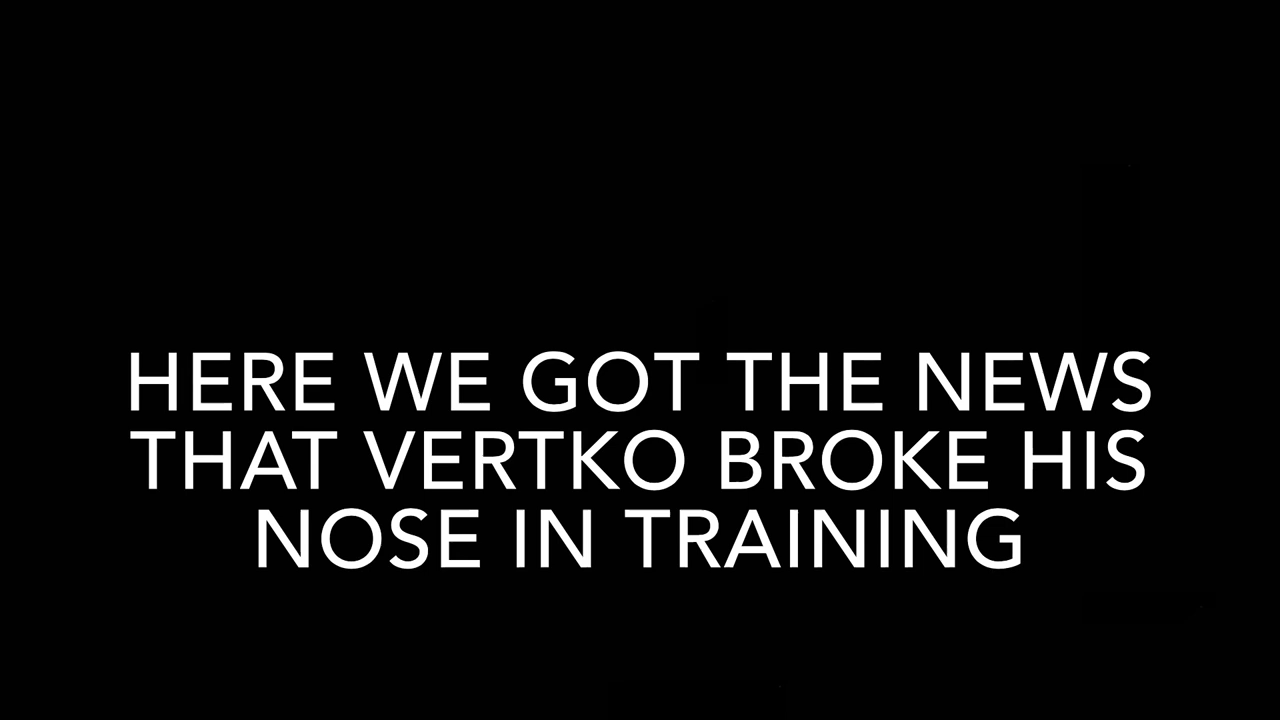 HERE WE GOT THE NEWS
THAT VERTKO BROKE HIS
NOSE IN TRAINING